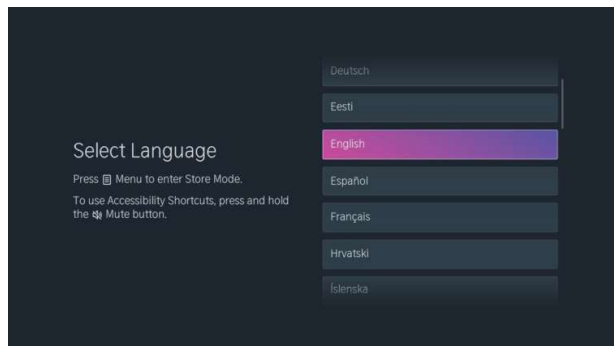 Select Language
Press Menu to enter Store Mode.
To use Accessibility Shortcuts, press and hold
the Mute button.
Deutsch
Eesti
English
Español
Français
Hrvatski
Íslenska